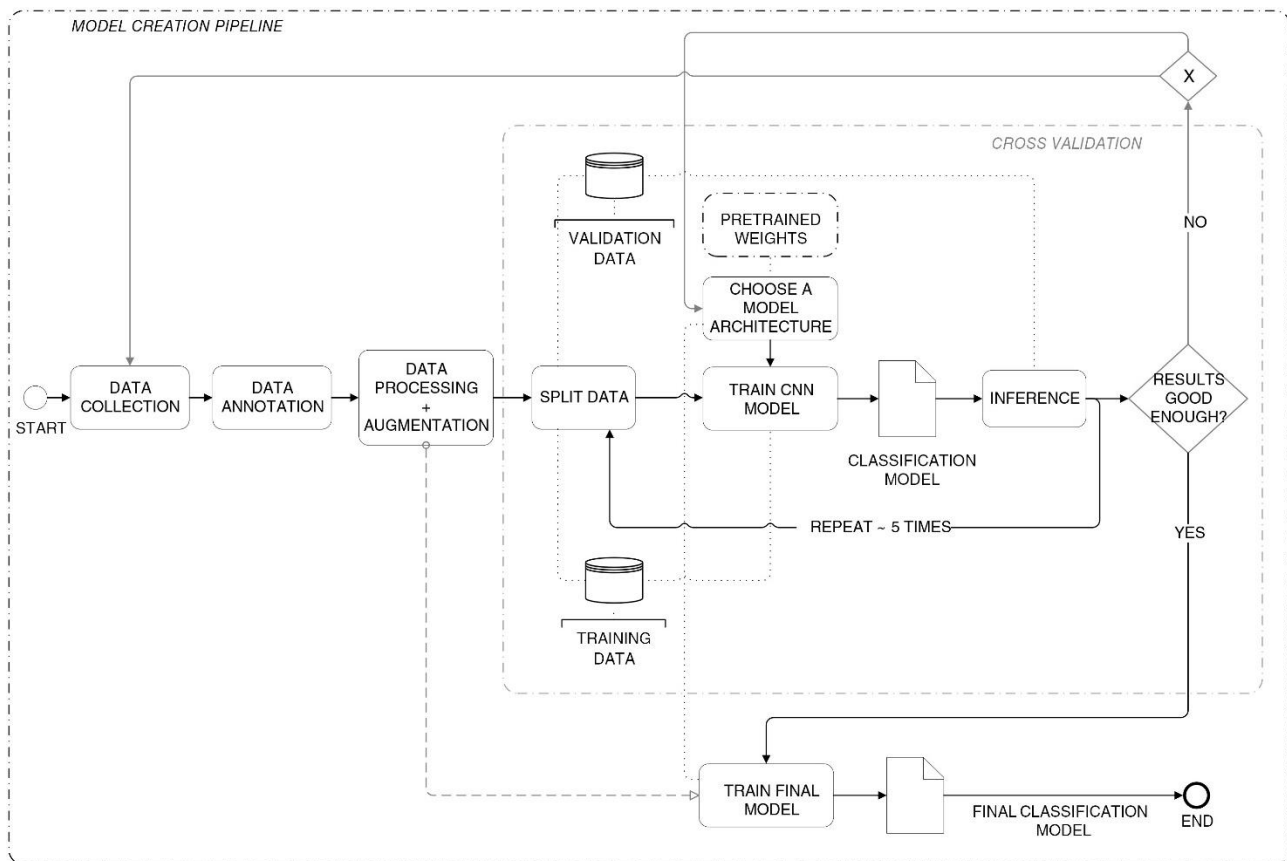 MODEL CREATION PIPELINE
X
CROSS VALIDATION
NO
VALIDATION
DATA
PRETRAINED
WEIGHTS
CHOOSE A
MODEL
ARCHITECTURE
START
DATA
COLLECTION
DATA
ANNOTATION
DATA
PROCESSING
+
AUGMENTATION
SPLIT DATA
TRAIN CNN
MODEL
CLASSIFICATION
MODEL
INFERENCE
RESULTS
GOOD
ENOUGH?
REPEAT ~ 5 TIMES
YES
TRAINING
DATA
TRAIN FINAL
MODEL
FINAL CLASSIFICATION
MODEL
END